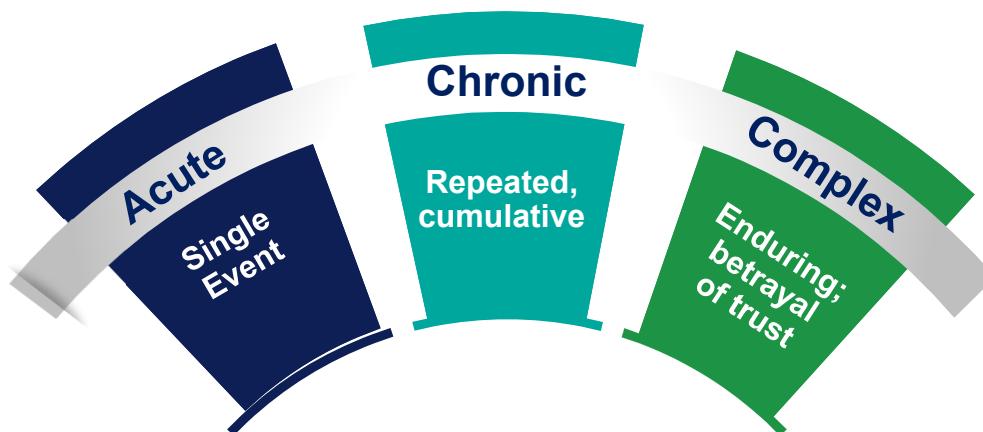 Acute
Single
Event
Chronic
Repeated,
cumulative
Complex
Enduring;
betrayal
of trust